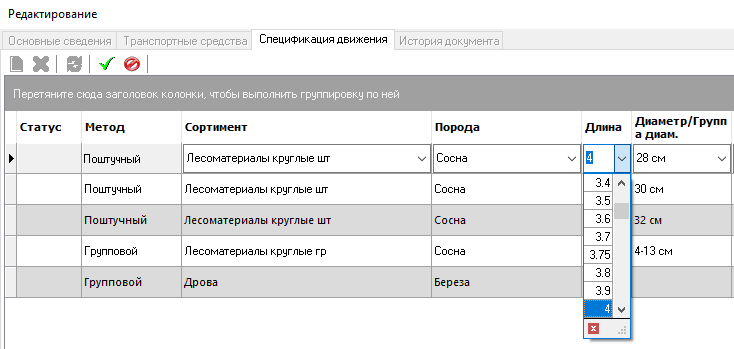 Редактирование
Основные сведения Транспортные средства Спецификация движения История документа
Перетяните сюда заголовок колонки, чтобы выполнить группировку по ней
Статус Метод Сортимент Порода Длина Диаметр/Групп
а диам.
Поштучный Лесоматериалы круглые шт Сосна 4 28 см
Поштучный Лесоматериалы круглые шт Сосна 30 см
Поштучный Лесоматериалы круглые шт Сосна 32 см
Групповой Лесоматериалы круглые гр Сосна 4-13 см
Групповой Дрова Береза
3.4
3.5
3.6
3.7
3.75
3.8
3.9
4